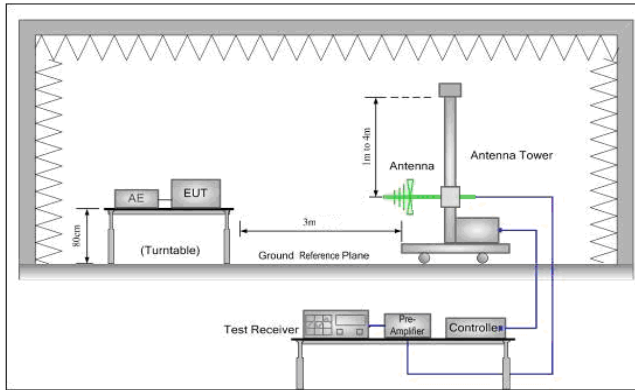 1m to 4m
Antenna
Antenna Tower
AE
EUT
80cm
(Turntable)
3m
Ground Reference Plane
Test Receiver
Pre-
Amplifier
Controller